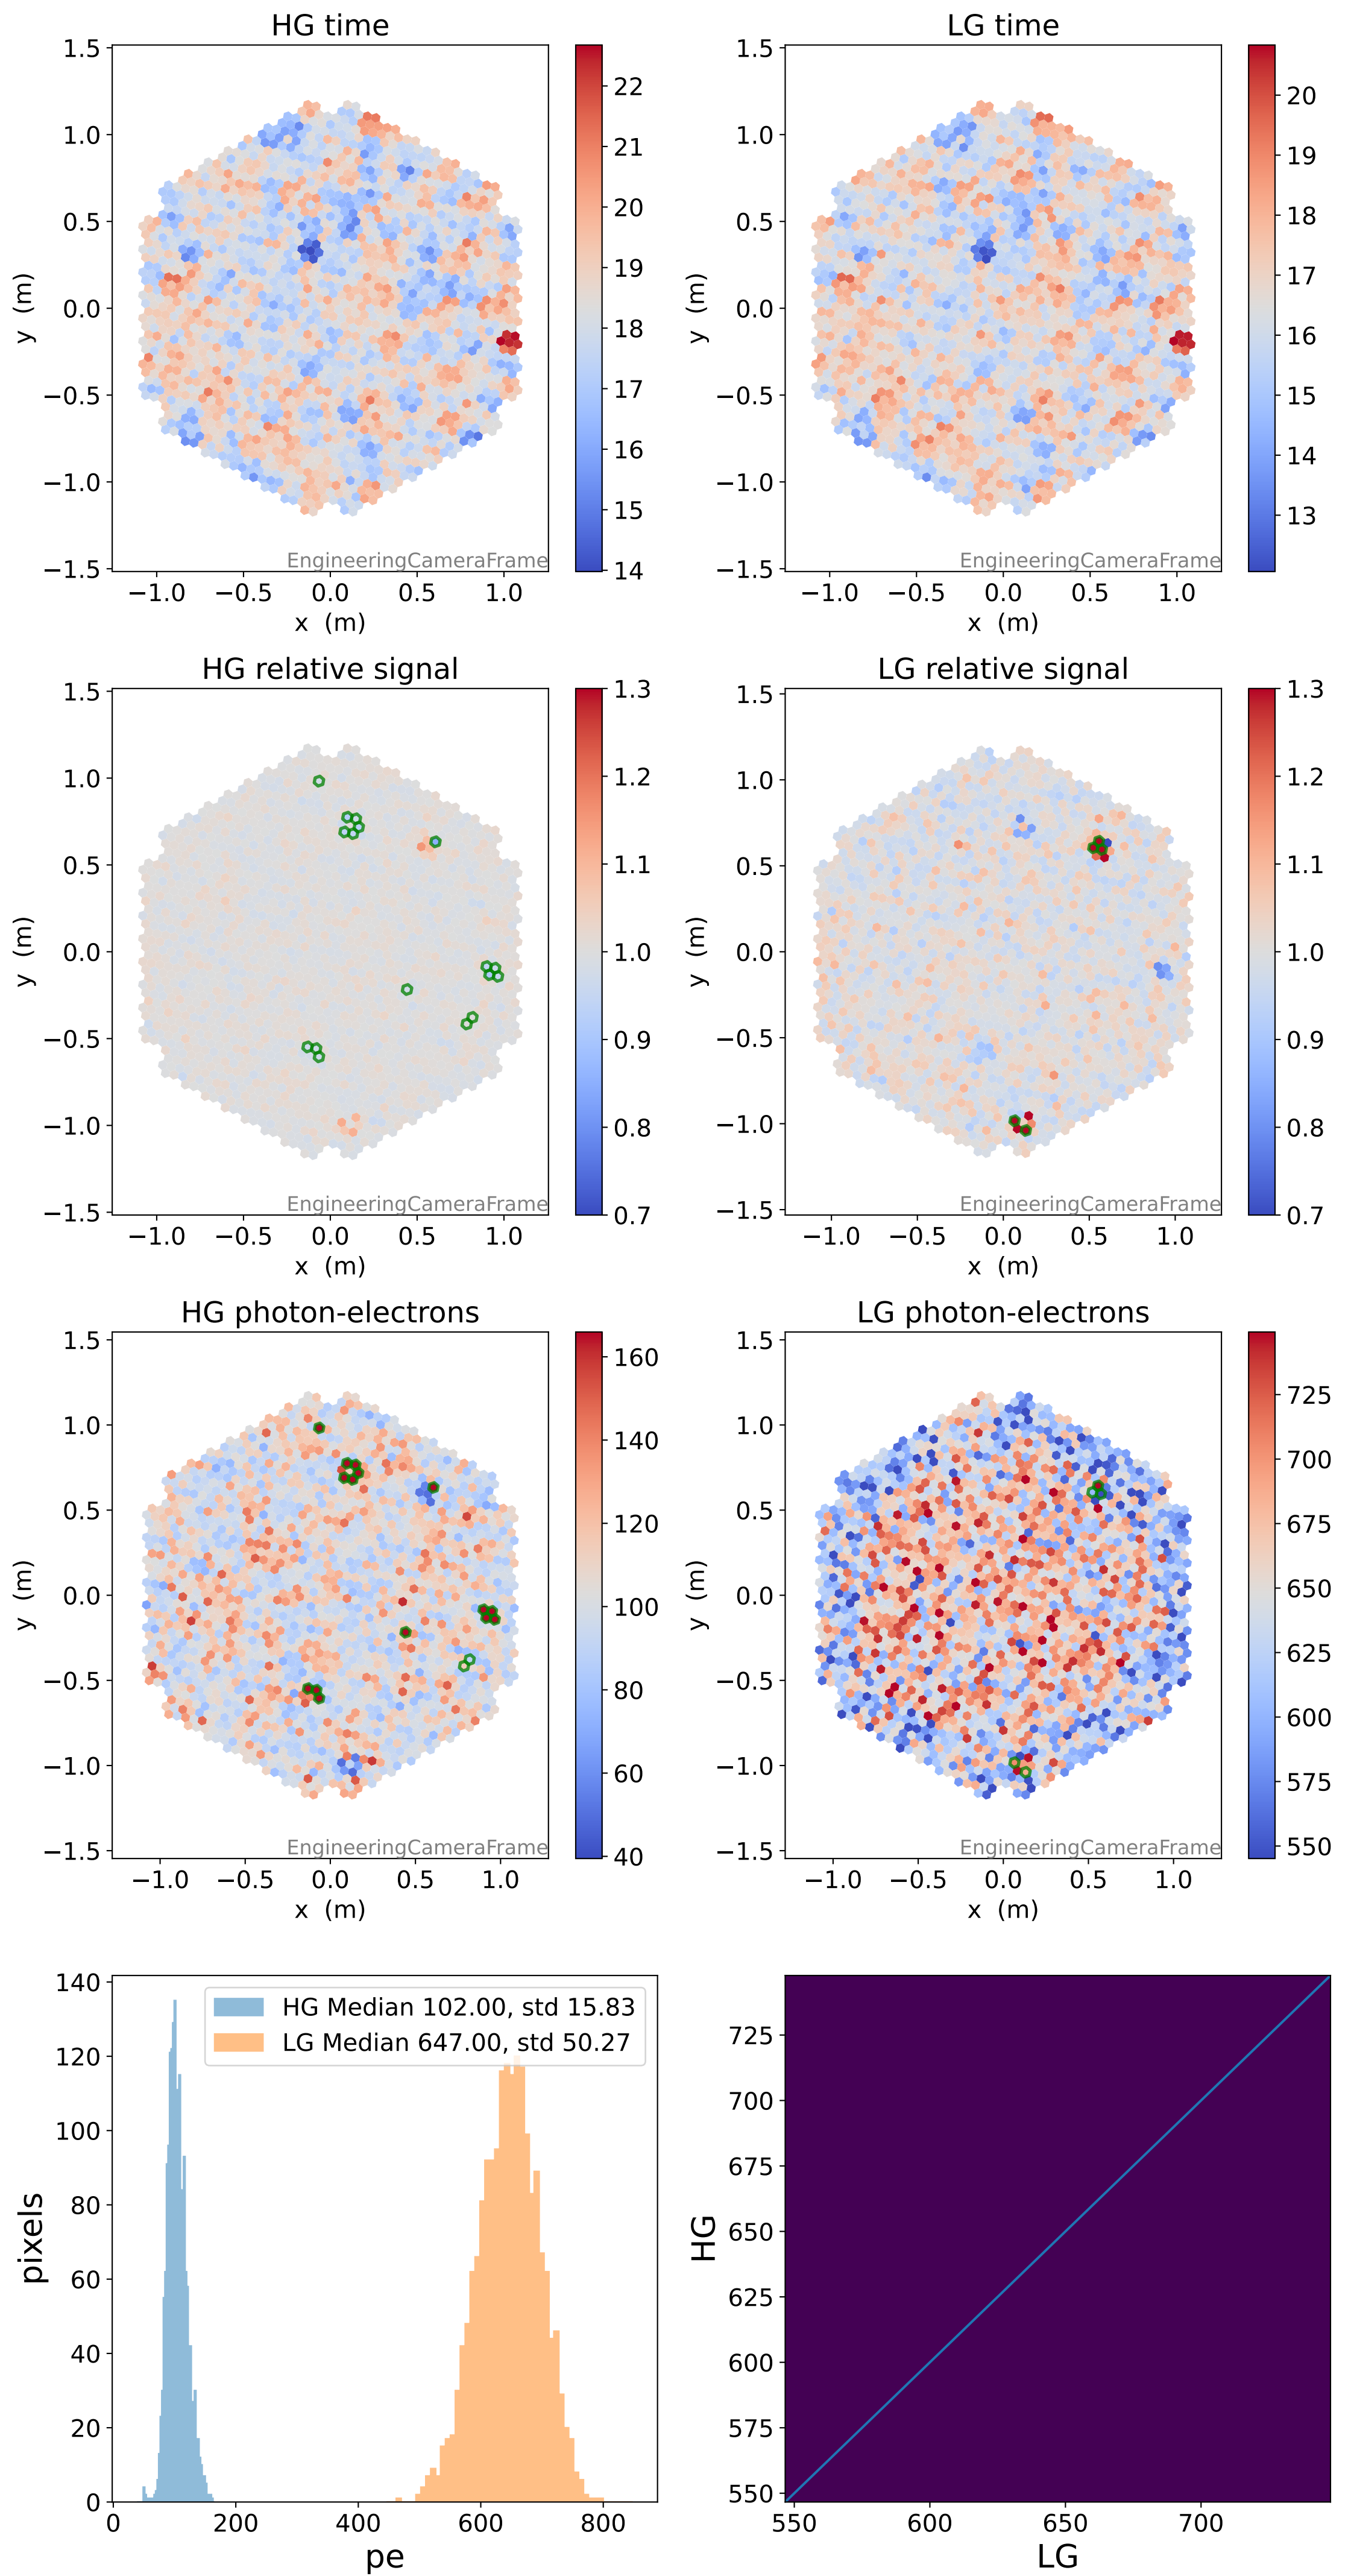 HG time
LG time
1.5
1.0
0.5
0.0
−0.5
−1.0
−1.5
y (m)
−1.0 −0.5 0.0 0.5 1.0
x (m)
EngineeringCameraFrame
22
21
20
19
18
17
16
15
14
1.5
1.0
0.5
0.0
−0.5
−1.0
−1.5
y (m)
−1.0 −0.5 0.0 0.5 1.0
x (m)
EngineeringCameraFrame
20
19
18
17
16
15
14
13
HG relative signal
LG relative signal
1.5
1.0
0.5
0.0
−0.5
−1.0
−1.5
y (m)
−1.0 −0.5 0.0 0.5 1.0
x (m)
EngineeringCameraFrame
1.3
1.2
1.1
1.0
0.9
0.8
0.7
1.5
1.0
0.5
0.0
−0.5
−1.0
−1.5
y (m)
−1.0 −0.5 0.0 0.5 1.0
x (m)
EngineeringCameraFrame
1.3
1.2
1.1
1.0
0.9
0.8
0.7
HG photon-electrons
LG photon-electrons
1.5
1.0
0.5
0.0
−0.5
−1.0
−1.5
y (m)
−1.0 −0.5 0.0 0.5 1.0
x (m)
EngineeringCameraFrame
160
140
120
100
80
60
40
1.5
1.0
0.5
0.0
−0.5
−1.0
−1.5
y (m)
−1.0 −0.5 0.0 0.5 1.0
x (m)
EngineeringCameraFrame
725
700
675
650
625
600
575
550
140
120
100
80
60
40
20
0
pixels
HG Median 102.00, std 15.83
LG Median 647.00, std 50.27
0 200 400 600 800
pe
725
700
675
650
625
600
575
550
HG
550 600 650 700
LG